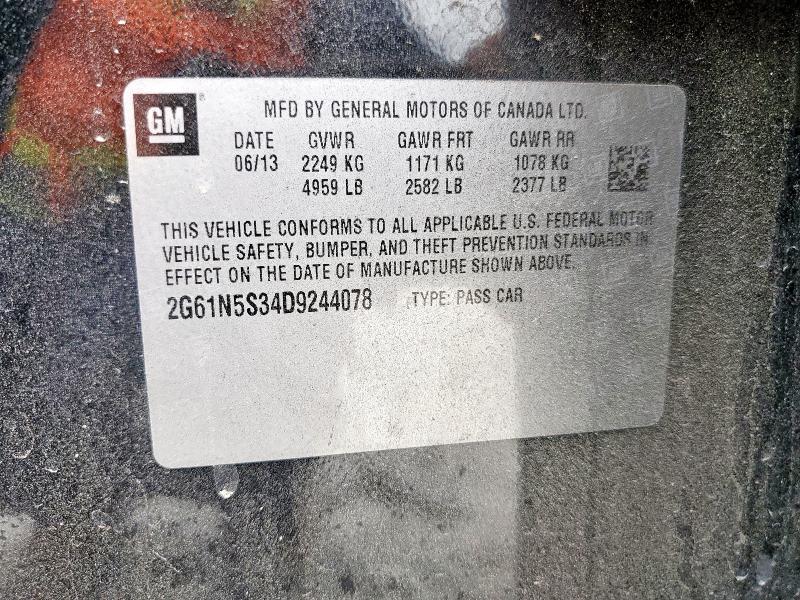 GM
MFD BY GENERAL MOTORS OF CANADA LTD.
DATE GVWR GAWR FRT GAWR RR
06/13 2249 KG 1171 KG 1078 KG
4959 LB 2582 LB 2377 LB
THIS VEHICLE CONFORMS TO ALL APPLICABLE U.S. FEDERAL MOTOR
VEHICLE SAFETY, BUMPER, AND THEFT PREVENTION STANDARDS IN
EFFECT ON THE DATE OF MANUFACTURE SHOWN ABOVE.
2G61N5S34D9244078 TYPE: PASS CAR